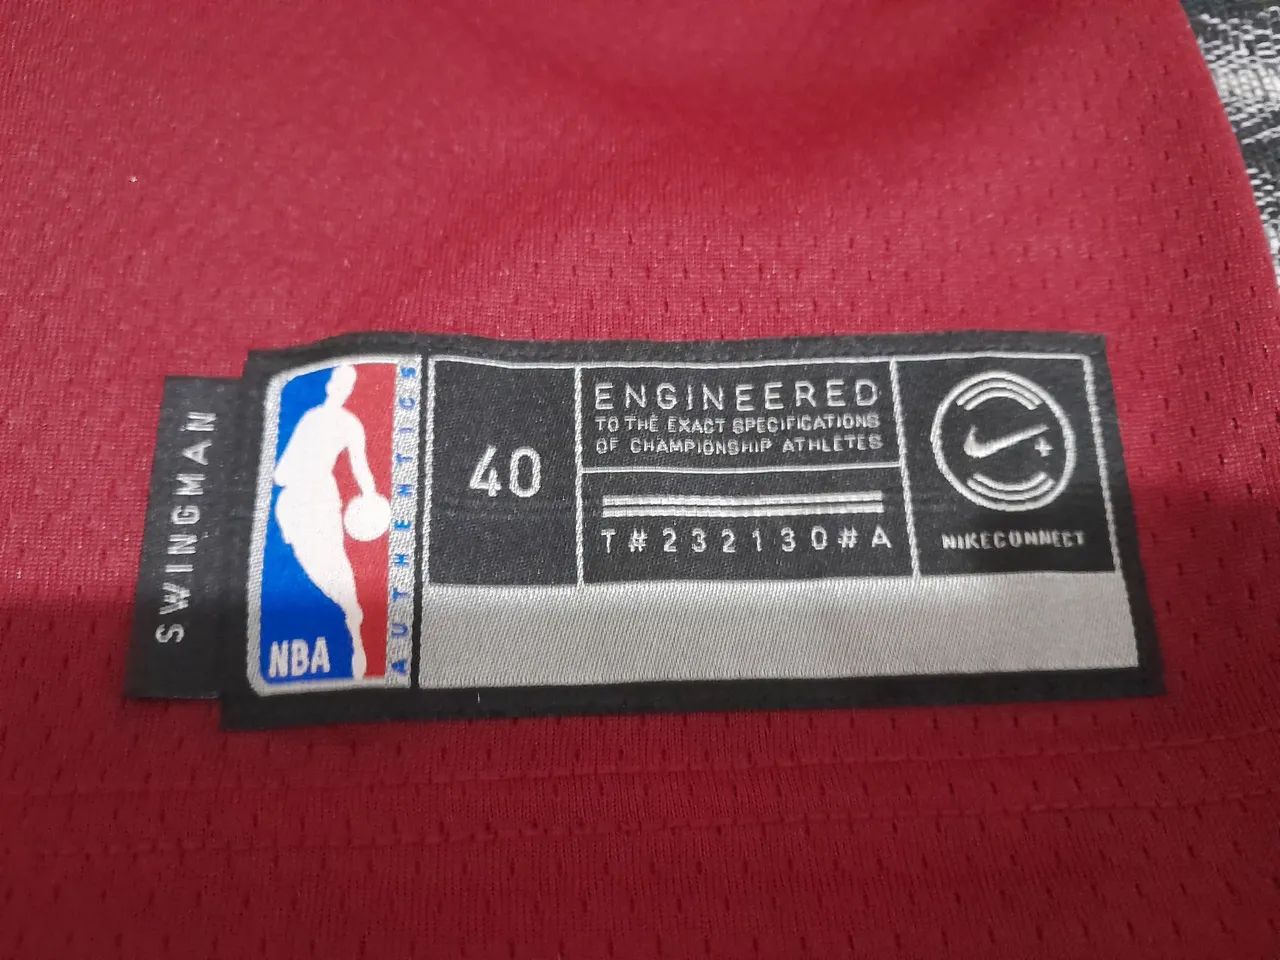 SWINGMAN
NBA
AUTHENTICS
40
ENGINEERED
TO THE EXACT SPECIFICATIONS
OF CHAMPIONSHIP ATHLETES
T#232130#A
NIKECONNECT